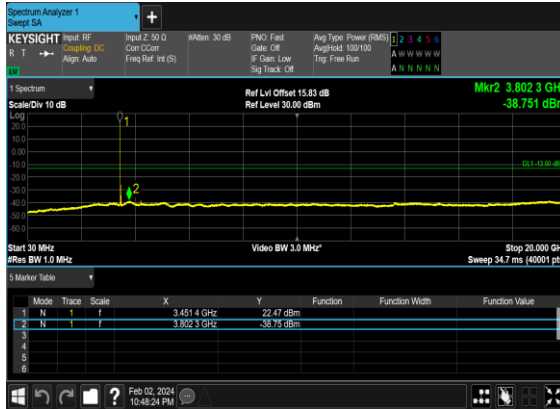 Spectrum Analyzer 1
Swept SA
+
KEYSIGHT Input: RF Input Z: 50 Ω #Atten: 30 dB PNO: Fast Avg Type: Power (RMS) 1 2 3 4 5 6
R T Coupling: DC Corr CCorr Gate: Off Avg|Hold: 100/100 A W W W W W
Align: Auto Freq Ref: Int (S) IF Gain: Low Trig: Free Run
Sig Track: Off A N N N N N
LU
1 Spectrum Ref Lvl Offset 15.83 dB Mkr2 3.802 3 GH
Scale/Div 10 dB Ref Level 30.00 dBm -38.751 dB
Log
1
20.0
10.0
0.00
-10.0
DL1 -13.00 dB
-20.0
-30.0
2
-40.0
-50.0
-60.0
Start 30 MHz Video BW 3.0 MHz* Stop 20.000 GH
#Res BW 1.0 MHz Sweep 34.7 ms (40001 pt
5 Marker Table
Mode Trace Scale X Y Function Function Width Function Value
1 N 1 f 3.451 4 GHz 22.47 dBm
2 N 1 f 3.802 3 GHz -38.75 dBm
3
4
5
6
? Feb 02, 2024
10:48:24 PM